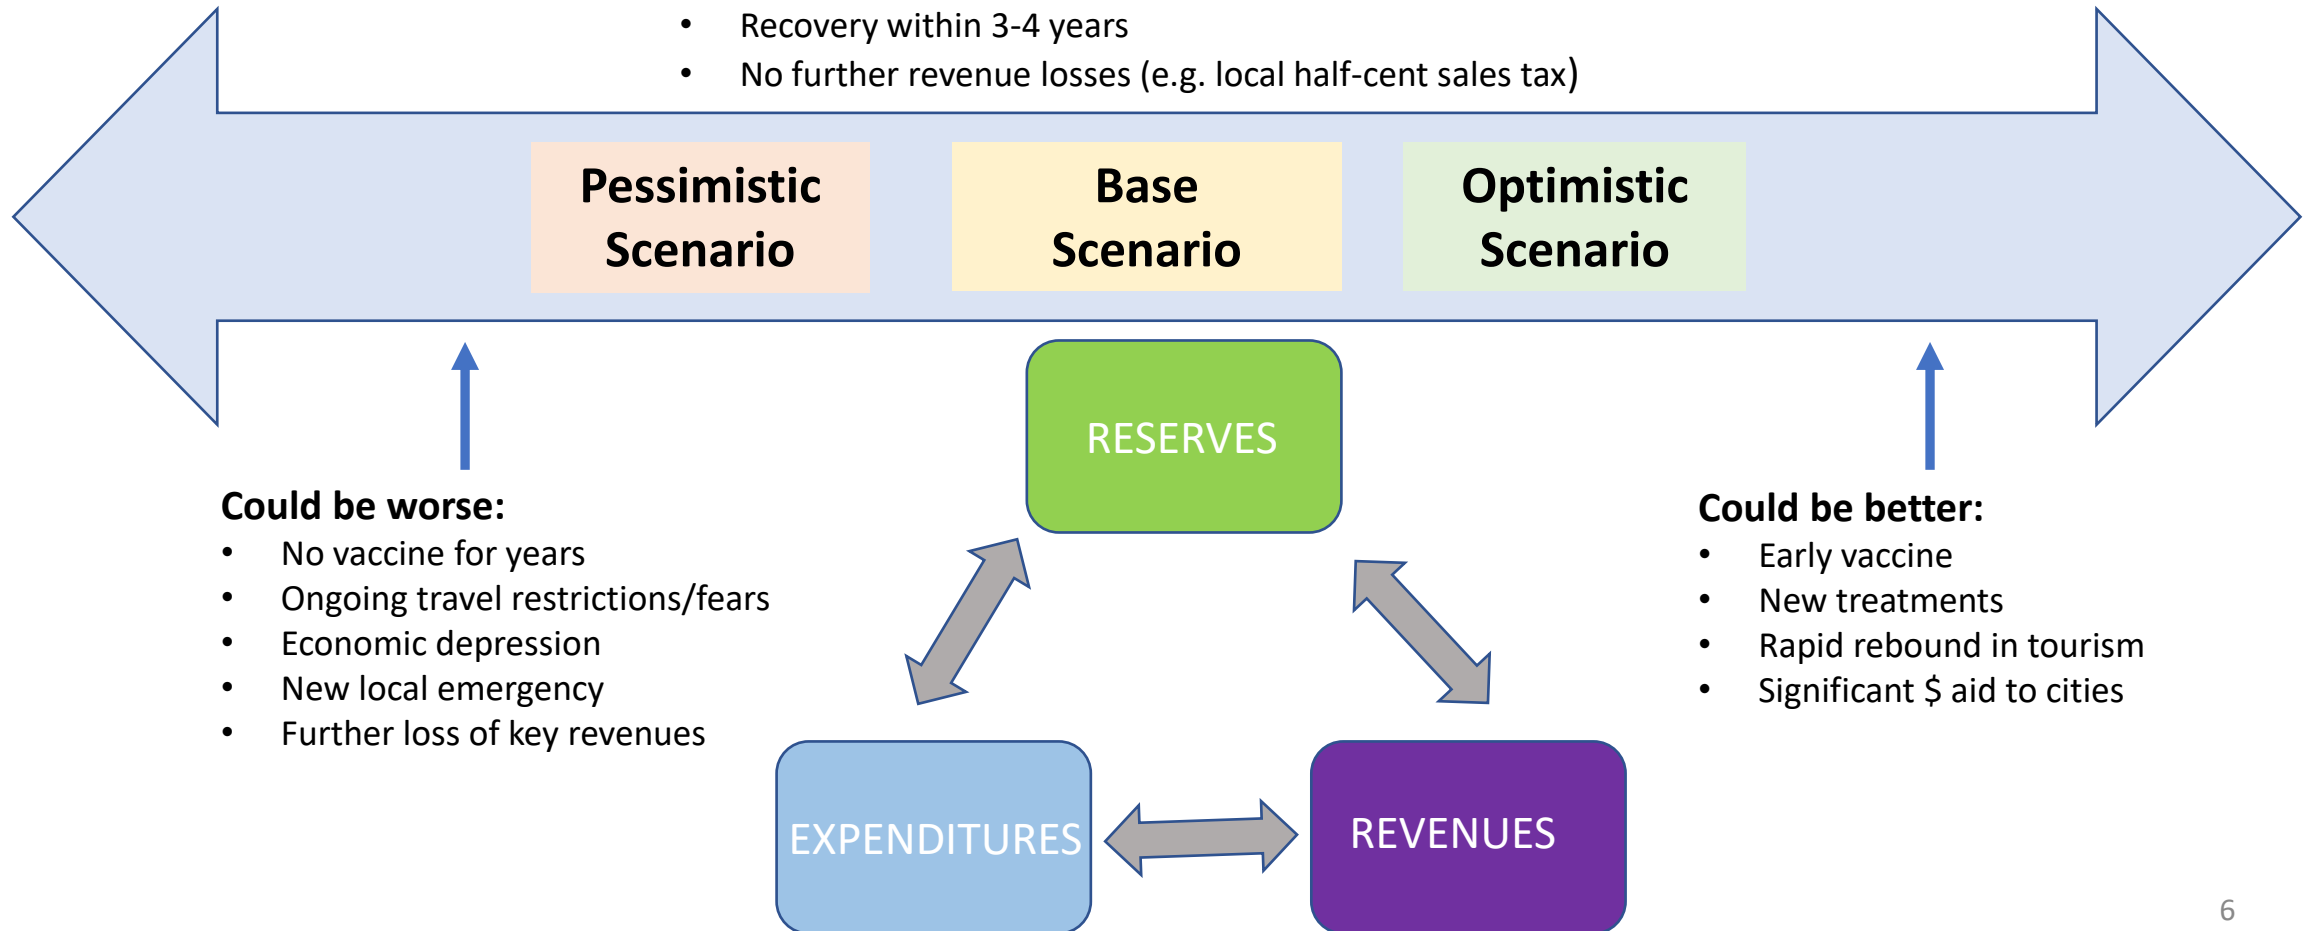 • Recovery within 3-4 years
• No further revenue losses (e.g. local half-cent sales tax)
Pessimistic
Scenario
Base
Scenario
Optimistic
Scenario
RESERVES
Could be worse:
• No vaccine for years
• Ongoing travel restrictions/fears
• Economic depression
• New local emergency
• Further loss of key revenues
Could be better:
• Early vaccine
• New treatments
• Rapid rebound in tourism
• Significant $ aid to cities
EXPENDITURES
REVENUES
6